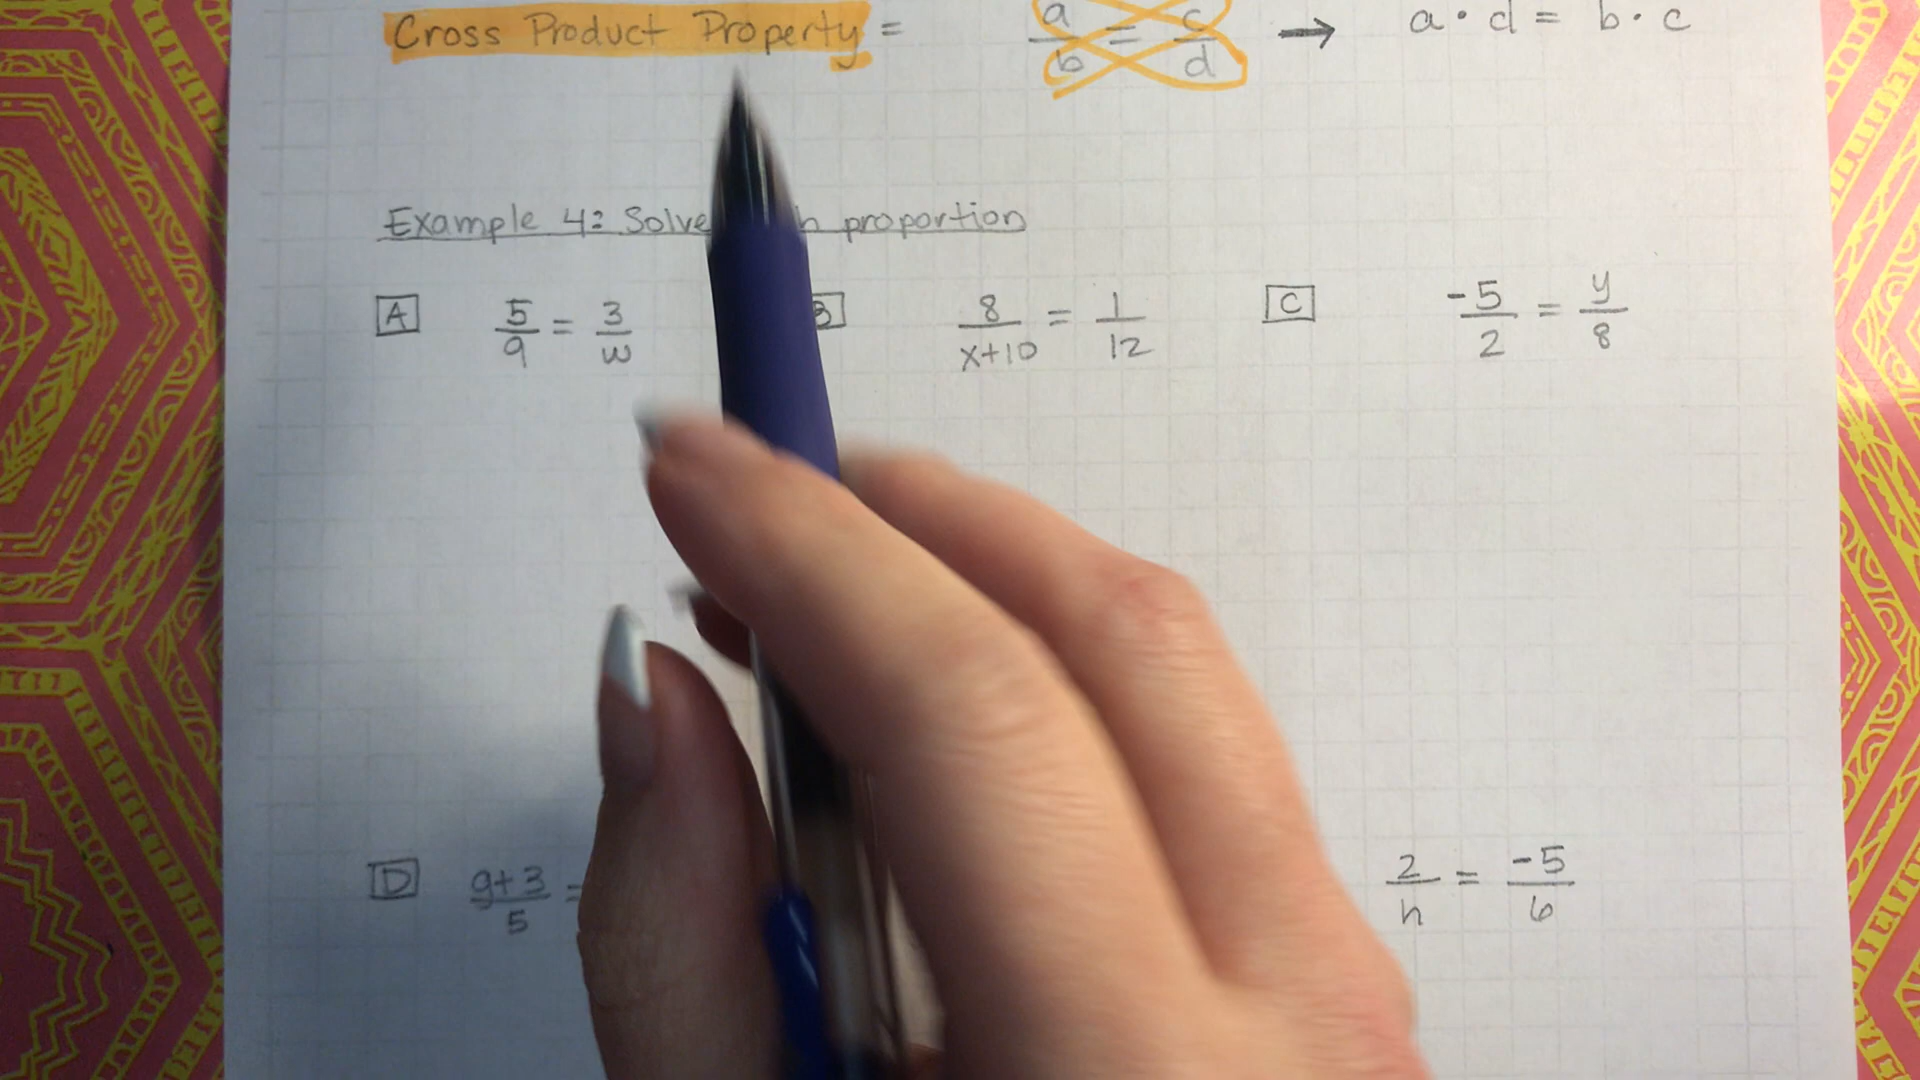 Cross Product Property = a/b = c/d → a · d = b · c
Example 4: Solve proportion
A 5/9 = 3/w
B 8/x+10 = 1/12
C -5/2 = y/8
D g+3/5 =
2/h = -5/6